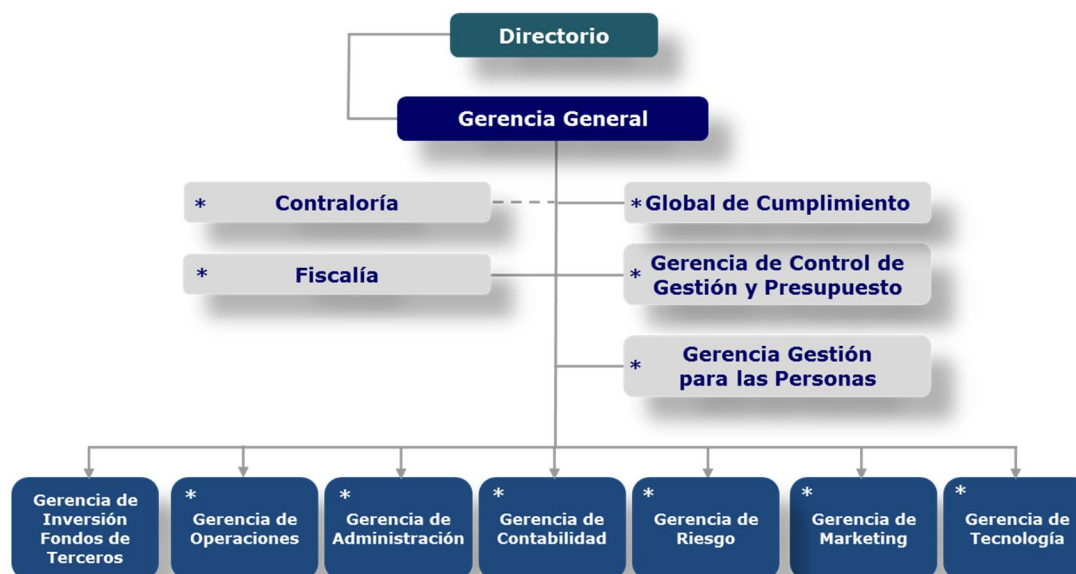 Directorio
Gerencia General
* Contraloría
* Global de Cumplimiento
* Fiscalía
* Gerencia de Control de
Gestión y Presupuesto
* Gerencia Gestión
para las Personas
Gerencia de
Inversión
Fondos de
Terceros
*
Gerencia de
Operaciones
*
Gerencia de
Administración
*
Gerencia de
Contabilidad
*
Gerencia de
Riesgo
*
Gerencia de
Marketing
*
Gerencia de
Tecnología